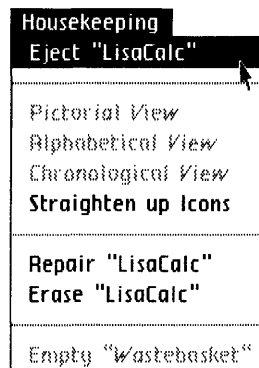 Housekeeping
Eject "LisaCalc"
Pictorial View
Alphabetical View
Chronological View
Straighten up Icons
Repair "LisaCalc"
Erase "LisaCalc"
Empty "Wastebasket"